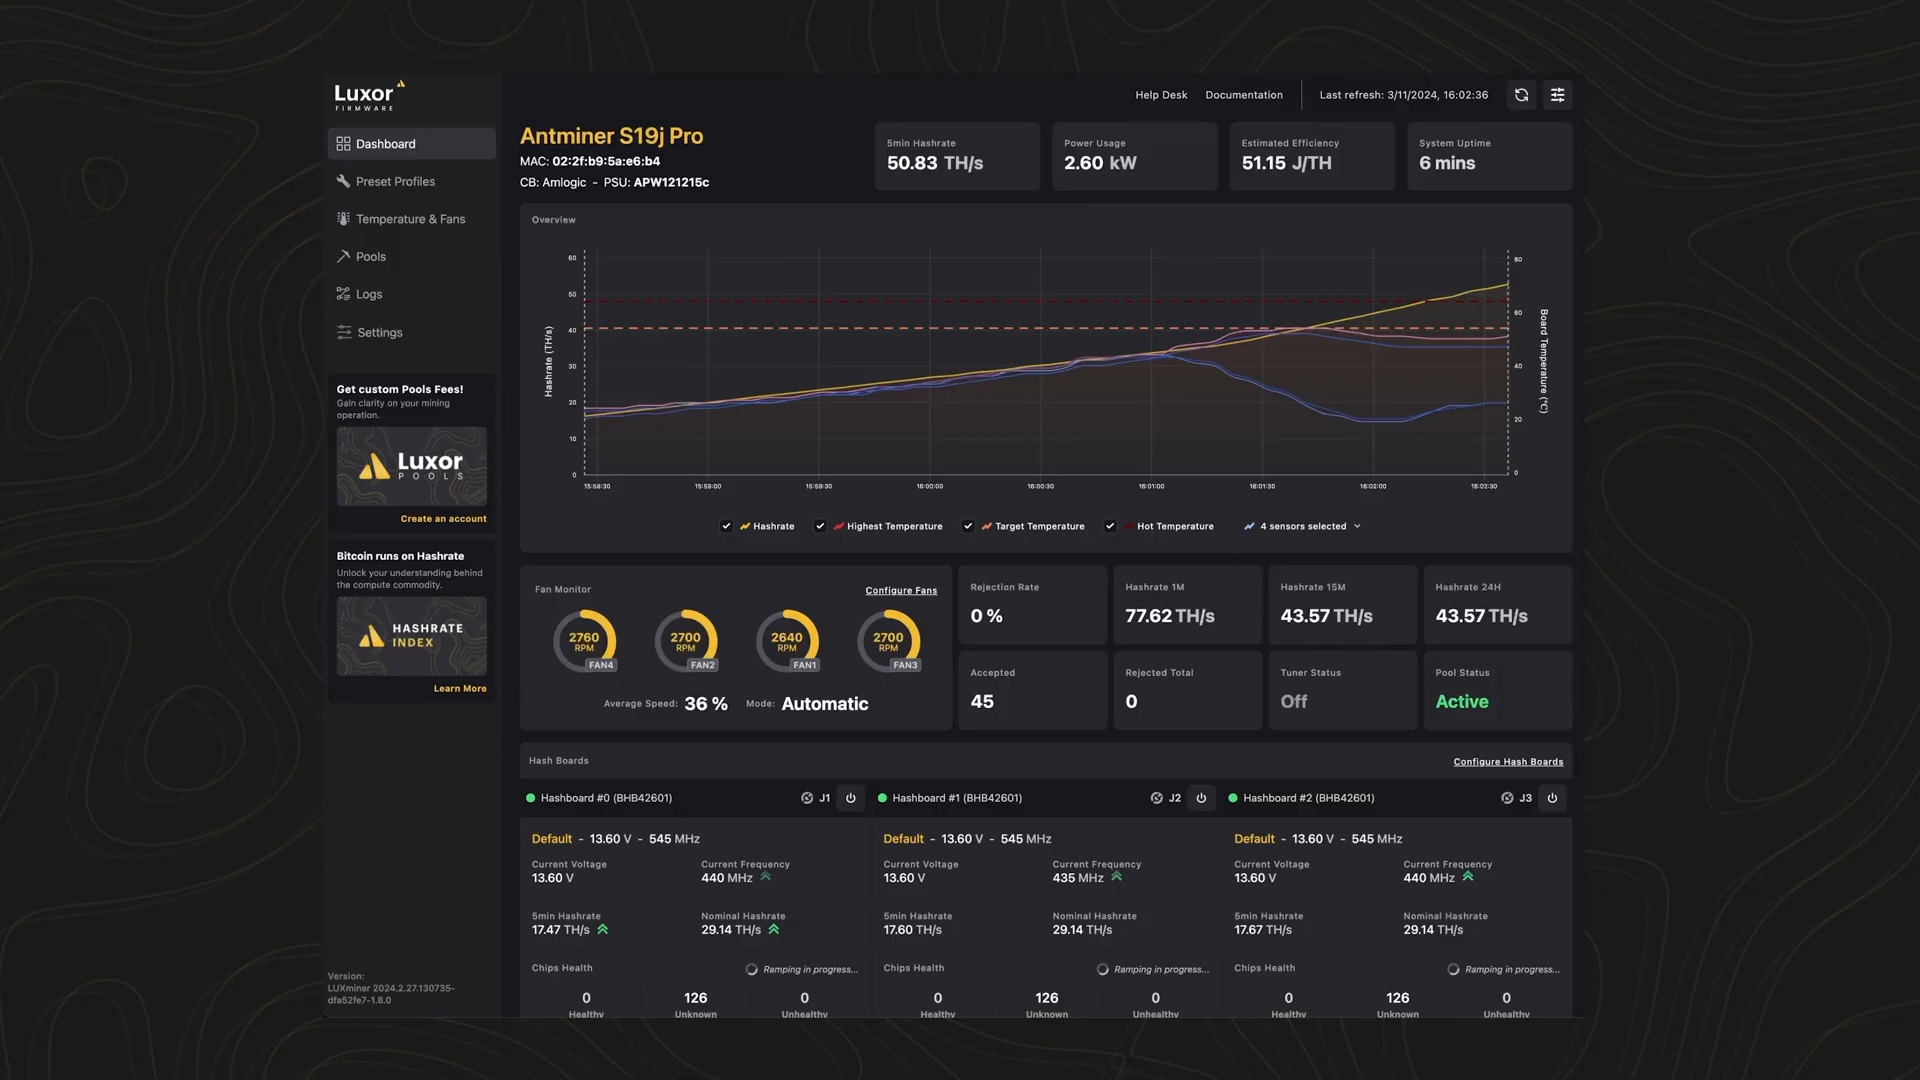 Luxor
FIRMWARE
Dashboard
Preset Profiles
Temperature & Fans
Pools
Logs
Settings
Get custom Pools Fees!
Gain clarity on your mining
operation.
Luxor
POOLS
Create an account
Bitcoin runs on Hashrate
Unlock your understanding behind
the compute commodity.
HASHRATE
INDEX
Learn More
Version:
LUXminer 2024.2.27.130735-
dfa52fe7-1.8.0
Help Desk Documentation Last refresh: 3/11/2024, 16:02:36
Antminer S19j Pro
MAC: 02:2f:b9:5a:e6:b4
CB: Amlogic - PSU: APW121215c
5min Hashrate
50.83 TH/s
Power Usage
2.60 kW
Estimated Efficiency
51.15 J/TH
System Uptime
6 mins
Overview
Hashrate (TH/s)
60
50
40
30
20
10
0
80
60
40
20
0
Board Temperature (°C)
15:58:30 15:59:00 15:59:30 16:00:00 16:00:30 16:01:00 16:01:30 16:02:00 16:02:30
Hashrate Highest Temperature Target Temperature Hot Temperature 4 sensors selected
Fan Monitor Configure Fans
2760
RPM
FAN4
2700
RPM
FAN2
2640
RPM
FAN1
2700
RPM
FAN3
Average Speed: 36 % Mode: Automatic
Rejection Rate
0 %
Hashrate 1M
77.62 TH/s
Hashrate 15M
43.57 TH/s
Hashrate 24H
43.57 TH/s
Accepted
45
Rejected Total
0
Tuner Status
Off
Pool Status
Active
Hash Boards Configure Hash Boards
Hashboard #0 (BHB42601) J1
Default - 13.60 V - 545 MHz
Current Voltage Current Frequency
13.60 V 440 MHz
5min Hashrate Nominal Hashrate
17.47 TH/s 29.14 TH/s
Chips Health Ramping in progress...
0 126 0
Healthy Unknown Unhealthy
Hashboard #1 (BHB42601) J2
Default - 13.60 V - 545 MHz
Current Voltage Current Frequency
13.60 V 435 MHz
5min Hashrate Nominal Hashrate
17.60 TH/s 29.14 TH/s
Chips Health Ramping in progress...
0 126 0
Healthy Unknown Unhealthy
Hashboard #2 (BHB42601) J3
Default - 13.60 V - 545 MHz
Current Voltage Current Frequency
13.60 V 440 MHz
5min Hashrate Nominal Hashrate
17.67 TH/s 29.14 TH/s
Chips Health Ramping in progress...
0 126 0
Healthy Unknown Unhealthy